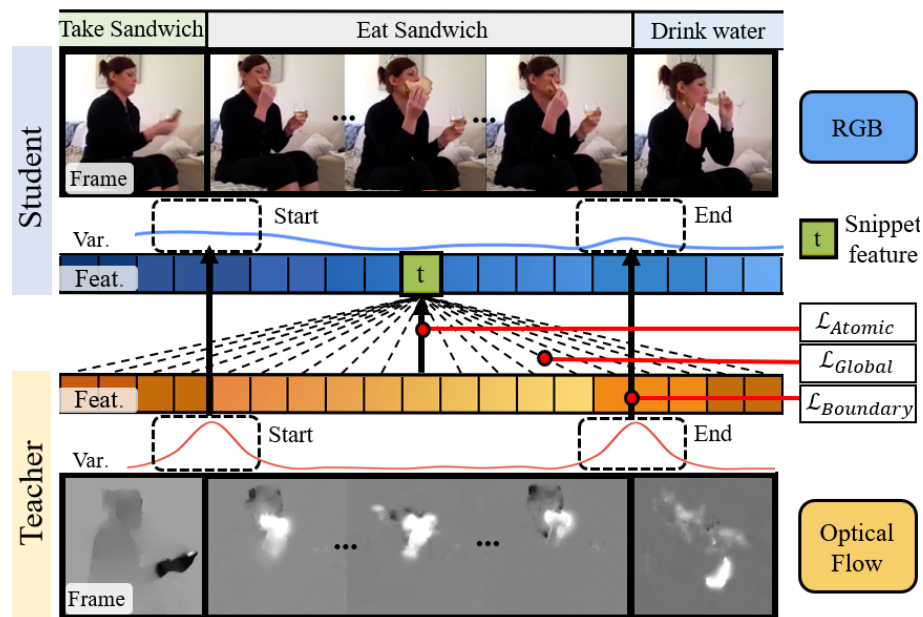 Take Sandwich
Eat Sandwich
Drink water
Student
Frame
RGB
Start
End
Var.
Feat.
t
t
Snippet
feature
ℒ_Atomic
ℒ_Global
ℒ_Boundary
Teacher
Feat.
Start
End
Var.
Frame
Optical
Flow